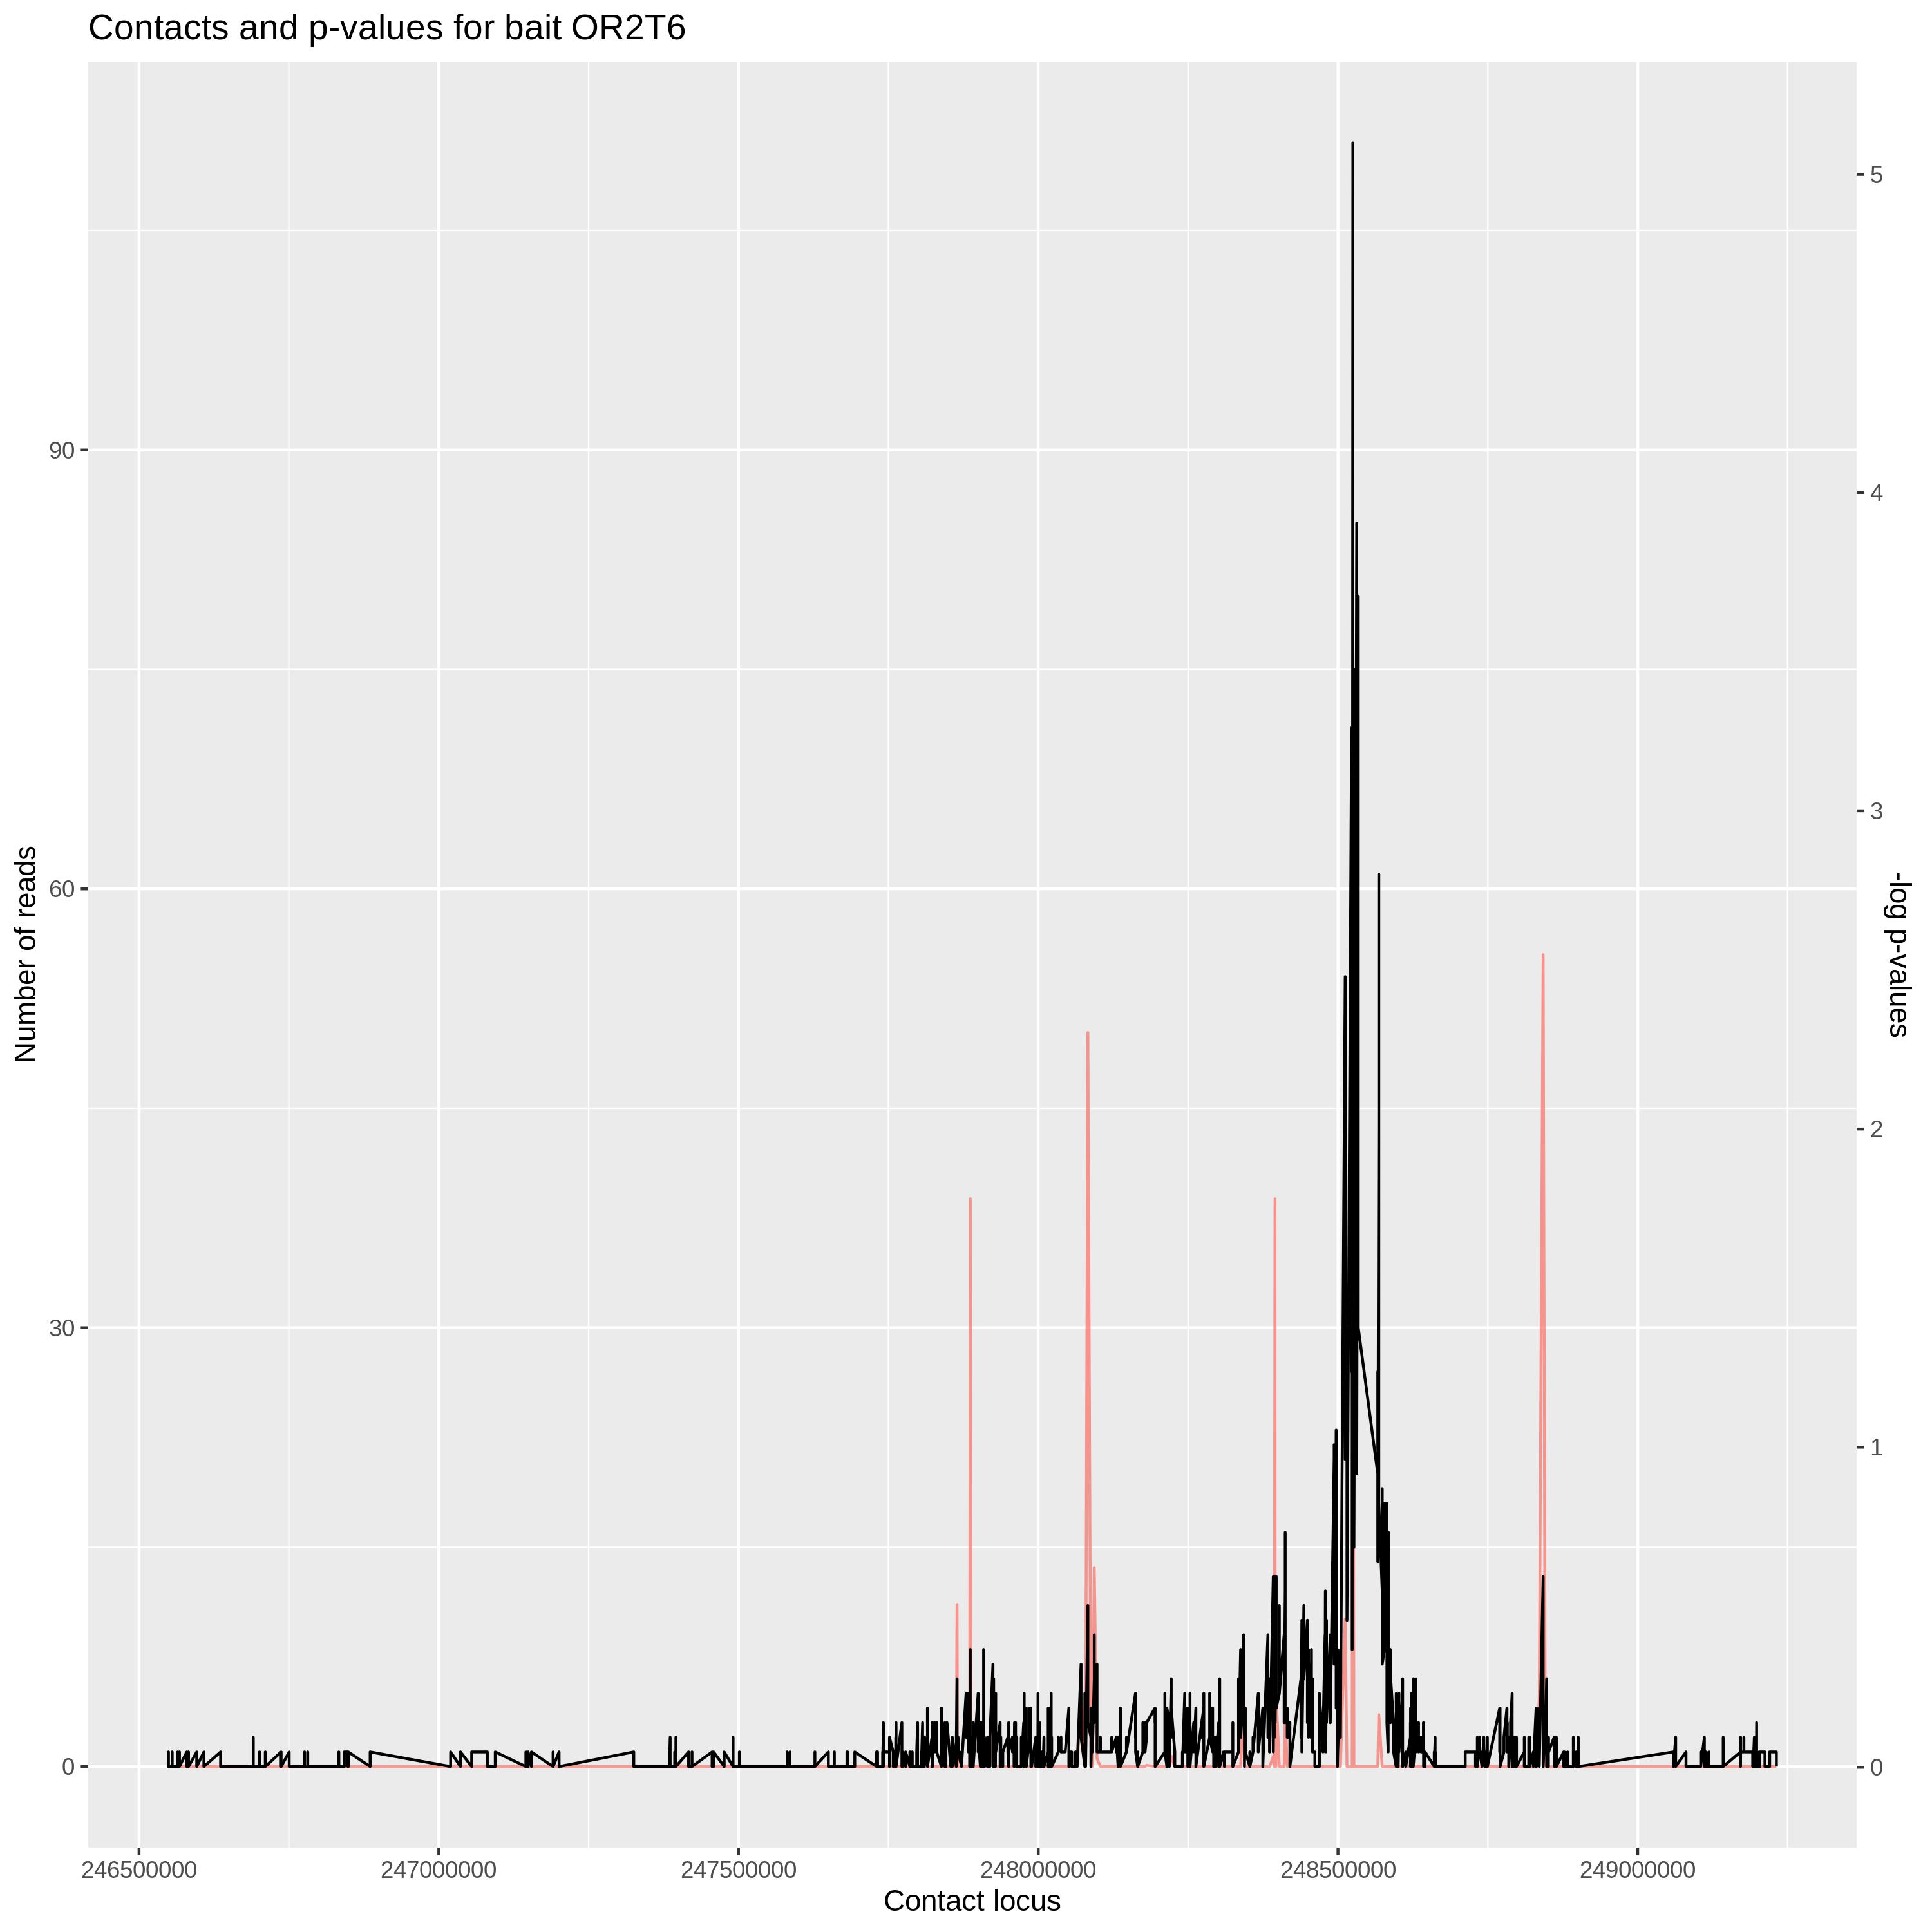 Contacts and p-values for bait OR2T6
90
60
30
0
Number of reads
5
4
3
2
1
0
-log p-values
246500000 247000000 247500000 248000000 248500000 249000000
Contact locus